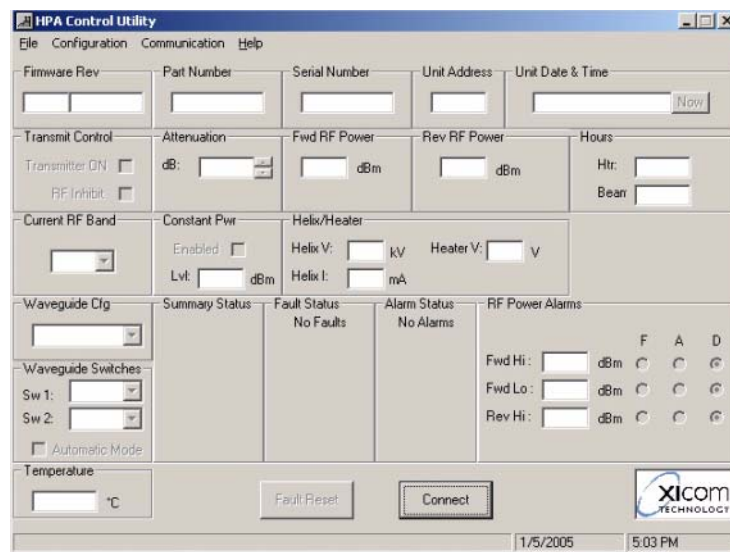 HPA Control Utility
File Configuration Communication Help
Firmware Rev Part Number Serial Number Unit Address Unit Date & Time
Now
Transmit Control Attenuation Fwd RF Power Rev RF Power Hours
Transmitter ON dB: dBm dBm Htr:
RF Inhibit Beam
Current RF Band Constant Pwr Helix/Heater
Enabled Helix V: kV Heater V: V
Lvl: dBm Helix I: mA
Waveguide Cfg Summary Status Fault Status Alarm Status RF Power Alarms
No Faults No Alarms
F A D
Waveguide Switches Fwd Hi: dBm
Sw 1: Fwd Lo: dBm
Sw 2: Rev Hi: dBm
Automatic Mode
Temperature
°C Fault Reset Connect
XICOM
TECHNOLOGY
1/5/2005 5:03 PM